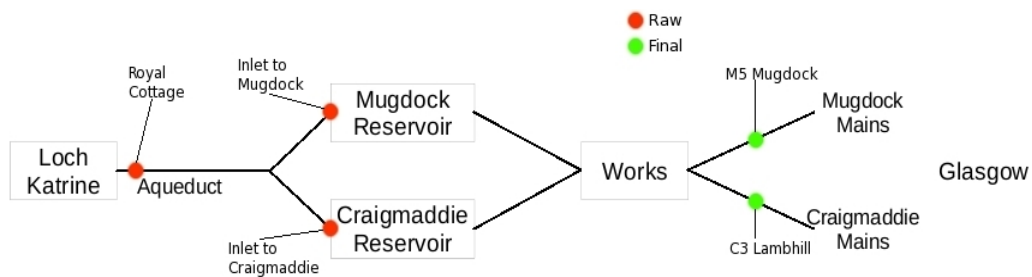 Raw
Final
Royal
Cottage
Inlet to
Mugdock
M5 Mugdock
Mugdock
Reservoir
Mugdock
Mains
Loch
Katrine
Aqueduct
Works
Glasgow
Craigmaddie
Reservoir
Craigmaddie
Mains
Inlet to
Craigmaddie
C3 Lambhill